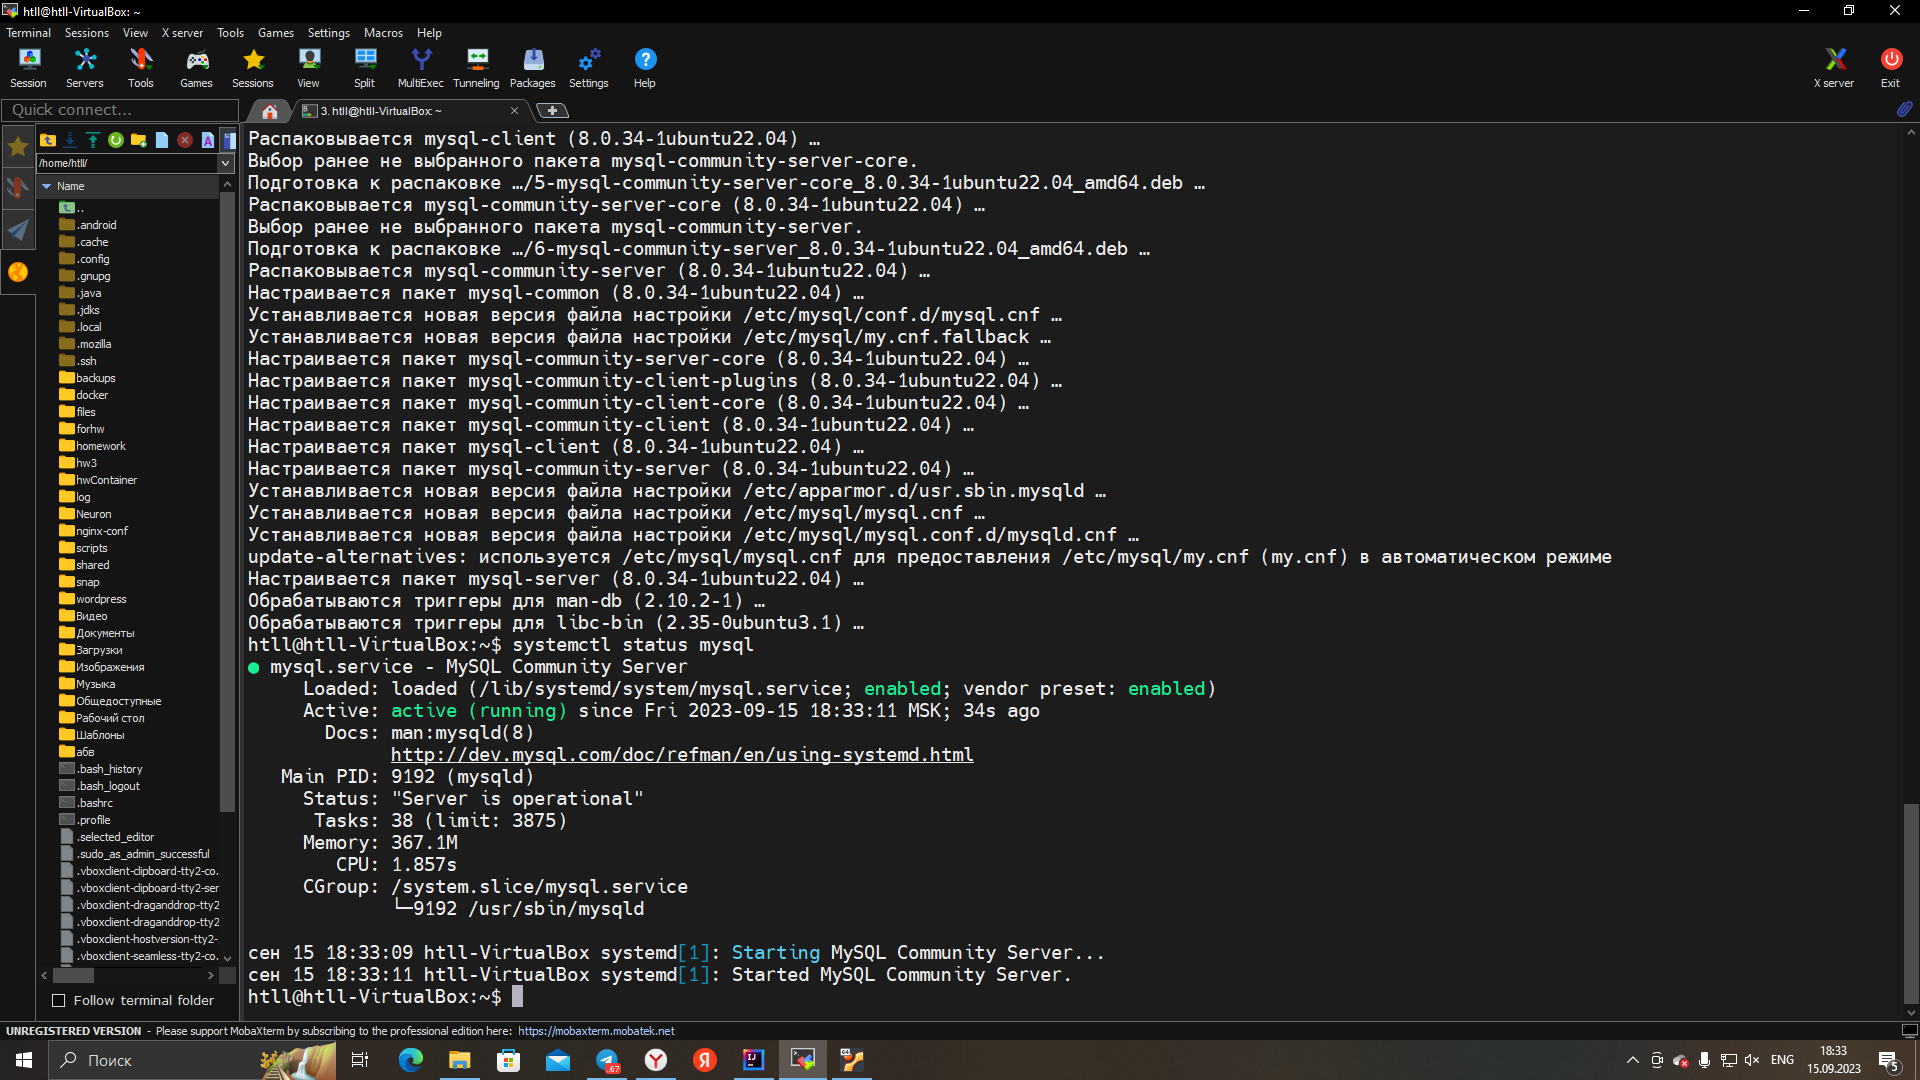 htll@htll-VirtualBox: ~
Terminal Sessions View X server Tools Games Settings Macros Help
Session Servers Tools Games Sessions View Split MultiExec Tunneling Packages Settings Help X server Exit
Quick connect...
3. htll@htll-VirtualBox: ~
/home/htll/
Name
..
.android
.cache
.config
.gnupg
.java
.jdks
.local
.mozilla
.ssh
backups
docker
files
forhw
homework
hw3
hwContainer
log
Neuron
nginx-conf
scripts
shared
snap
wordpress
Видео
Документы
Загрузки
Изображения
Музыка
Общедоступные
Рабочий стол
Шаблоны
абв
.bash_history
.bash_logout
.bashrc
.profile
.selected_editor
.sudo_as_admin_successful
.vboxclient-clipboard-tty2-co.
.vboxclient-clipboard-tty2-ser
.vboxclient-draganddrop-tty2
.vboxclient-draganddrop-tty2
.vboxclient-hostversion-tty2-
.vboxclient-seamless-tty2-co.
Follow terminal folder
Распаковывается mysql-client (8.0.34-1ubuntu22.04) …
Выбор ранее не выбранного пакета mysql-community-server-core.
Подготовка к распаковке …/5-mysql-community-server-core_8.0.34-1ubuntu22.04_amd64.deb …
Распаковывается mysql-community-server-core (8.0.34-1ubuntu22.04) …
Выбор ранее не выбранного пакета mysql-community-server.
Подготовка к распаковке …/6-mysql-community-server_8.0.34-1ubuntu22.04_amd64.deb …
Распаковывается mysql-community-server (8.0.34-1ubuntu22.04) …
Настраивается пакет mysql-common (8.0.34-1ubuntu22.04) …
Устанавливается новая версия файла настройки /etc/mysql/conf.d/mysql.cnf …
Устанавливается новая версия файла настройки /etc/mysql/my.cnf.fallback …
Настраивается пакет mysql-community-server-core (8.0.34-1ubuntu22.04) …
Настраивается пакет mysql-community-client-plugins (8.0.34-1ubuntu22.04) …
Настраивается пакет mysql-community-client-core (8.0.34-1ubuntu22.04) …
Настраивается пакет mysql-community-client (8.0.34-1ubuntu22.04) …
Настраивается пакет mysql-client (8.0.34-1ubuntu22.04) …
Настраивается пакет mysql-community-server (8.0.34-1ubuntu22.04) …
Устанавливается новая версия файла настройки /etc/apparmor.d/usr.sbin.mysqld …
Устанавливается новая версия файла настройки /etc/mysql/mysql.cnf …
Устанавливается новая версия файла настройки /etc/mysql/mysql.conf.d/mysqld.cnf …
update-alternatives: используется /etc/mysql/mysql.cnf для предоставления /etc/mysql/my.cnf (my.cnf) в автоматическом режиме
Настраивается пакет mysql-server (8.0.34-1ubuntu22.04) …
Обрабатываются триггеры для man-db (2.10.2-1) …
Обрабатываются триггеры для libc-bin (2.35-0ubuntu3.1) …
htll@htll-VirtualBox:~$ systemctl status mysql
● mysql.service - MySQL Community Server
Loaded: loaded (/lib/systemd/system/mysql.service; enabled; vendor preset: enabled)
Active: active (running) since Fri 2023-09-15 18:33:11 MSK; 34s ago
Docs: man:mysqld(8)
http://dev.mysql.com/doc/refman/en/using-systemd.html
Main PID: 9192 (mysqld)
Status: "Server is operational"
Tasks: 38 (limit: 3875)
Memory: 367.1M
CPU: 1.857s
CGroup: /system.slice/mysql.service
└─9192 /usr/sbin/mysqld
сен 15 18:33:09 htll-VirtualBox systemd[1]: Starting MySQL Community Server...
сен 15 18:33:11 htll-VirtualBox systemd[1]: Started MySQL Community Server.
htll@htll-VirtualBox:~$
UNREGISTERED VERSION - Please support MobaXterm by subscribing to the professional edition here: https://mobaxterm.mobatek.net
Поиск
.67
ENG
18:33
15.09.2023
5